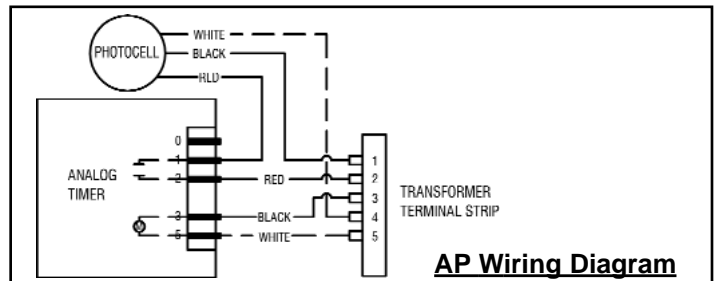 WHITE
PHOTOCELL
BLACK
RED
0
1
2
3
5
ANALOG
TIMER
RED
BLACK
WHITE
1
2
3
4
5
TRANSFORMER
TERMINAL STRIP
AP Wiring Diagram